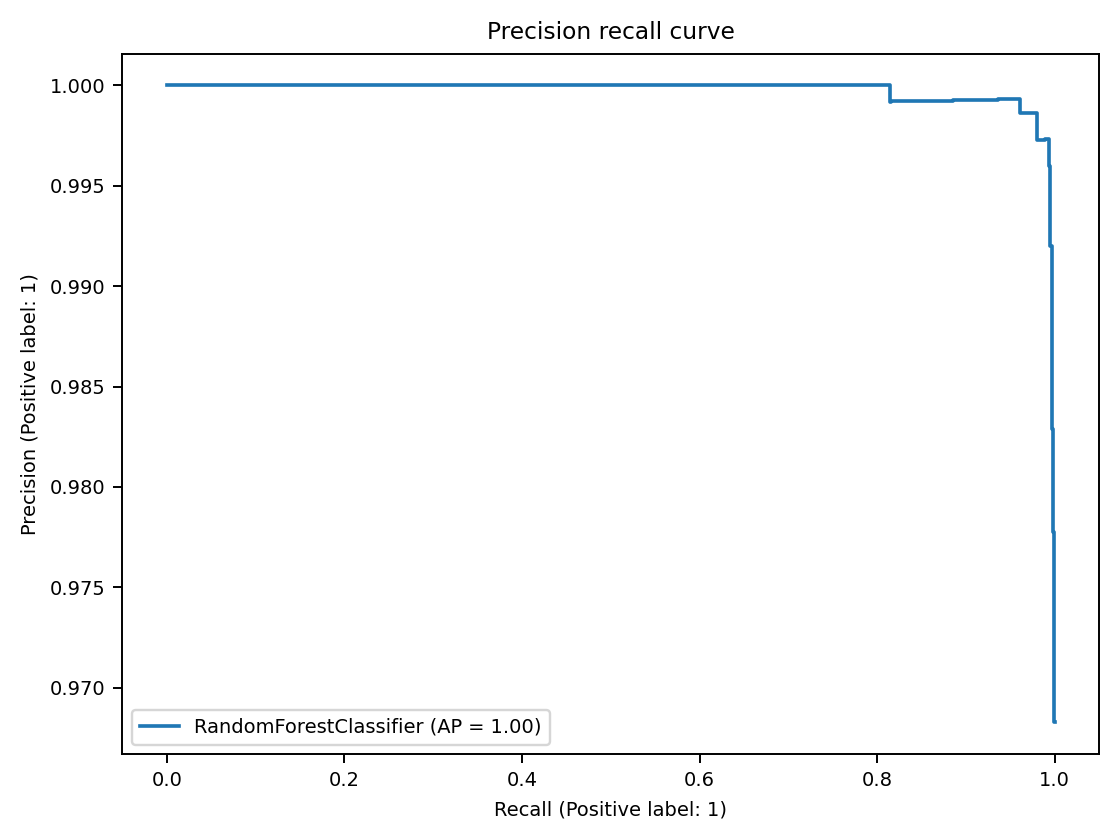 Precision recall curve
Precision (Positive label: 1)
1.000
0.995
0.990
0.985
0.980
0.975
0.970
RandomForestClassifier (AP = 1.00)
0.0 0.2 0.4 0.6 0.8 1.0
Recall (Positive label: 1)